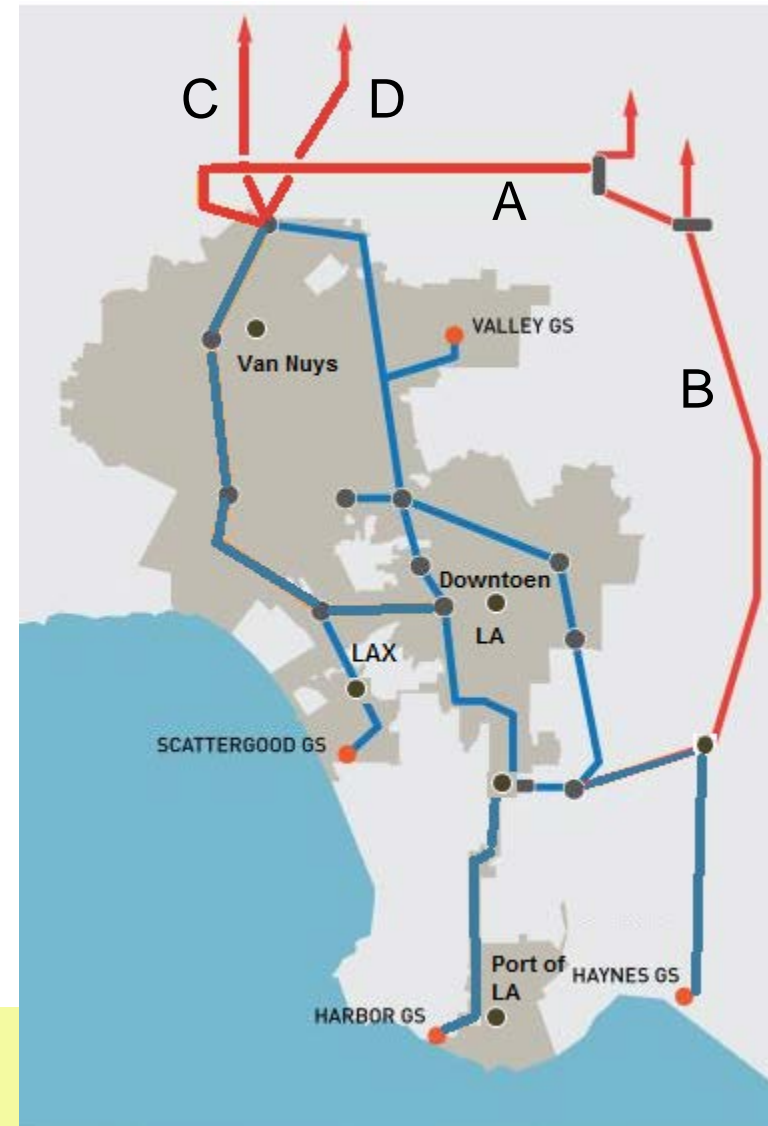 C
D
A
VALLEY GS
Van Nuys
B
Downtoen
LA
LAX
SCATTERGOOD GS
Port of
LA
HAYNES GS
HARBOR GS